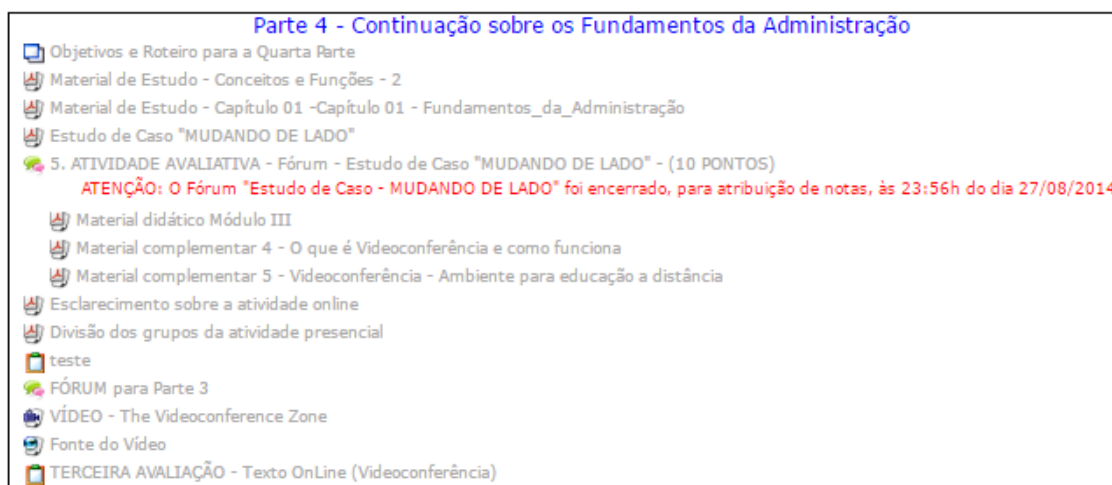 Parte 4 - Continuação sobre os Fundamentos da Administração
Objetivos e Roteiro para a Quarta Parte
Material de Estudo - Conceitos e Funções - 2
Material de Estudo - Capítulo 01 -Capítulo 01 - Fundamentos_da_Administração
Estudo de Caso "MUDANDO DE LADO"
5. ATIVIDADE AVALIATIVA - Fórum - Estudo de Caso "MUDANDO DE LADO" - (10 PONTOS)
ATENÇÃO: O Fórum "Estudo de Caso - MUDANDO DE LADO" foi encerrado, para atribuição de notas, às 23:56h do dia 27/08/2014
Material didático Módulo III
Material complementar 4 - O que é Videoconferência e como funciona
Material complementar 5 - Videoconferência - Ambiente para educação a distância
Esclarecimento sobre a atividade online
Divisão dos grupos da atividade presencial
teste
FÓRUM para Parte 3
VÍDEO - The Videoconference Zone
Fonte do Vídeo
TERCEIRA AVALIAÇÃO - Texto OnLine (Videoconferência)